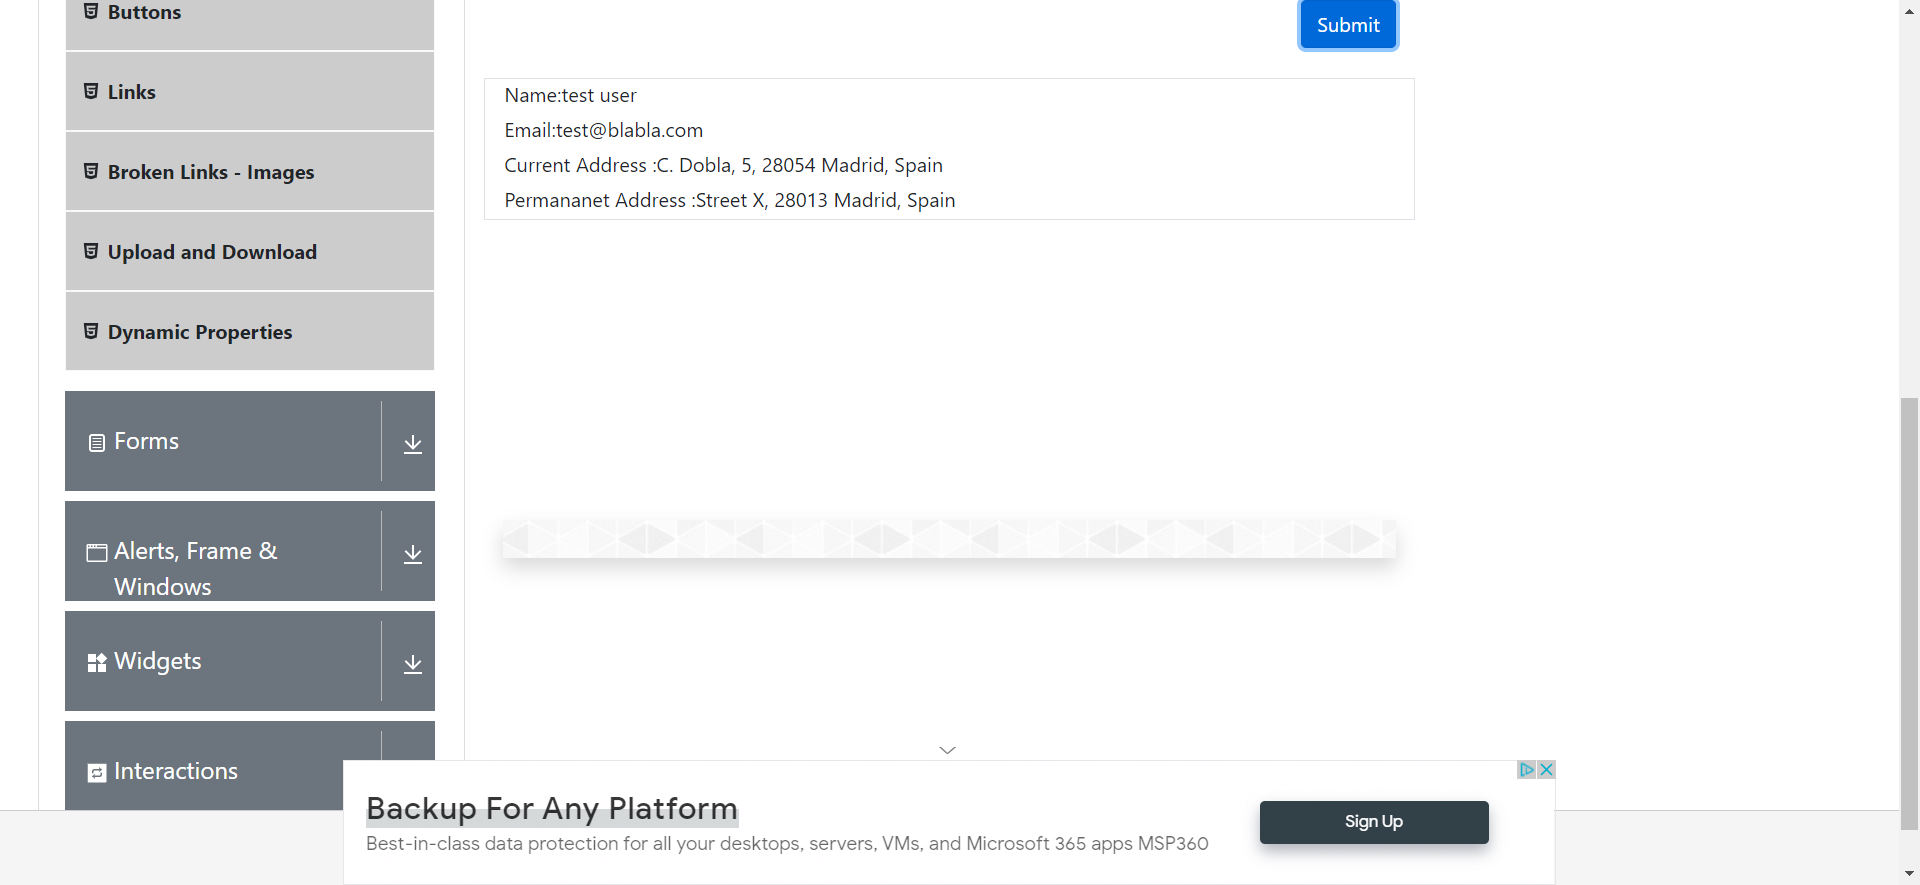 Buttons
Links
Broken Links - Images
Upload and Download
Dynamic Properties
Forms
Alerts, Frame &
Windows
Widgets
Interactions
Submit
Name:test user
Email:test@blabla.com
Current Address :C. Dobla, 5, 28054 Madrid, Spain
Permananet Address :Street X, 28013 Madrid, Spain
Backup For Any Platform
Best-in-class data protection for all your desktops, servers, VMs, and Microsoft 365 apps MSP360
Sign Up